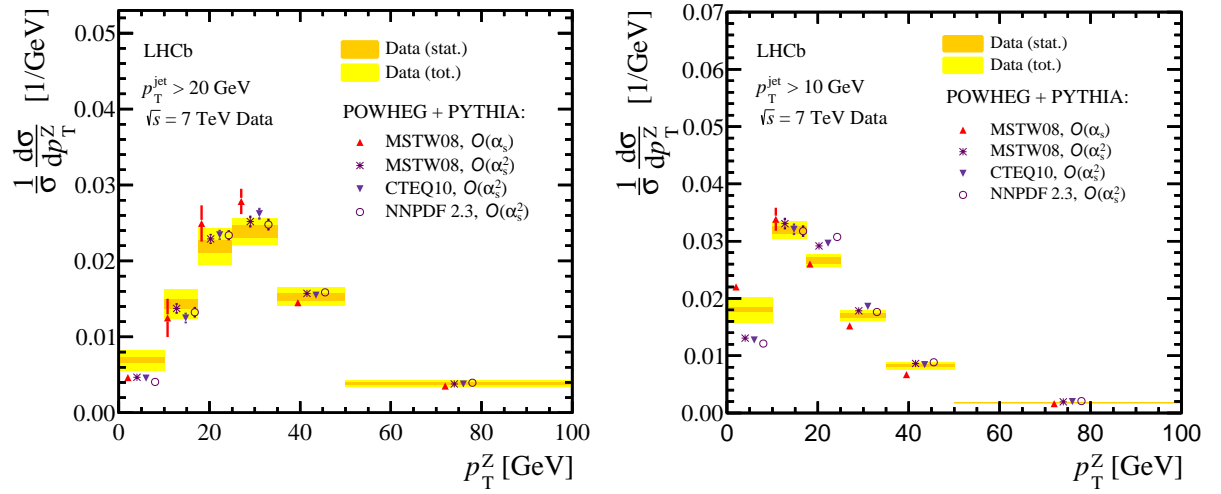 LHCb
p_T^jet > 20 GeV
√s = 7 TeV Data
Data (stat.)
Data (tot.)
POWHEG + PYTHIA:
MSTW08, O(α_s)
MSTW08, O(α_s^2)
CTEQ10, O(α_s^2)
NNPDF 2.3, O(α_s^2)
1/σ dσ/dp_T^Z [1/GeV]
0.05
0.04
0.03
0.02
0.01
0.00
0 20 40 60 80 100
p_T^Z [GeV]
LHCb
p_T^jet > 10 GeV
√s = 7 TeV Data
Data (stat.)
Data (tot.)
POWHEG + PYTHIA:
MSTW08, O(α_s)
MSTW08, O(α_s^2)
CTEQ10, O(α_s^2)
NNPDF 2.3, O(α_s^2)
1/σ dσ/dp_T^Z [1/GeV]
0.07
0.06
0.05
0.04
0.03
0.02
0.01
0.00
0 20 40 60 80 100
p_T^Z [GeV]